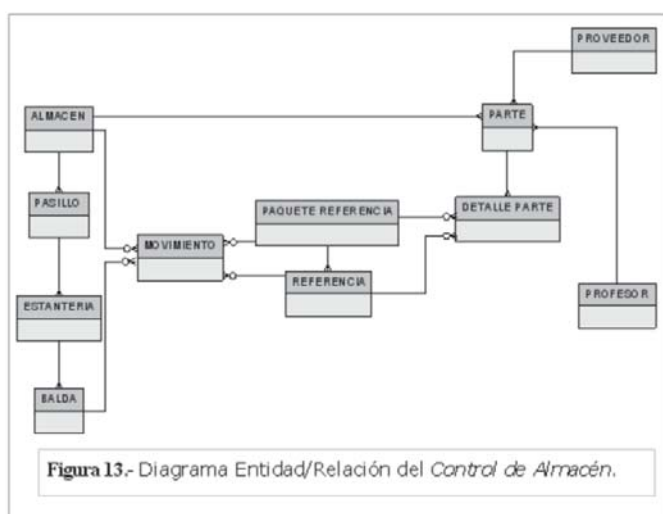 PROVEEDOR
ALMACEN
PARTE
PASILLO
PAQUETE REFERENCIA
DETALLE PARTE
MOVIMIENTO
REFERENCIA
PROFESOR
ESTANTERIA
BALDA
Figura 13.- Diagrama Entidad/Relación del Control de Almacén.